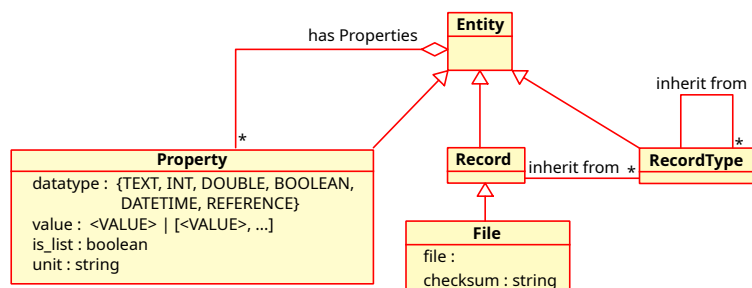 Entity
has Properties
inherit from
*
*
Property
datatype : {TEXT, INT, DOUBLE, BOOLEAN,
DATETIME, REFERENCE}
value : <VALUE> | [<VALUE>, ...]
is_list : boolean
unit : string
Record
inherit from
*
RecordType
File
file :
checksum : string